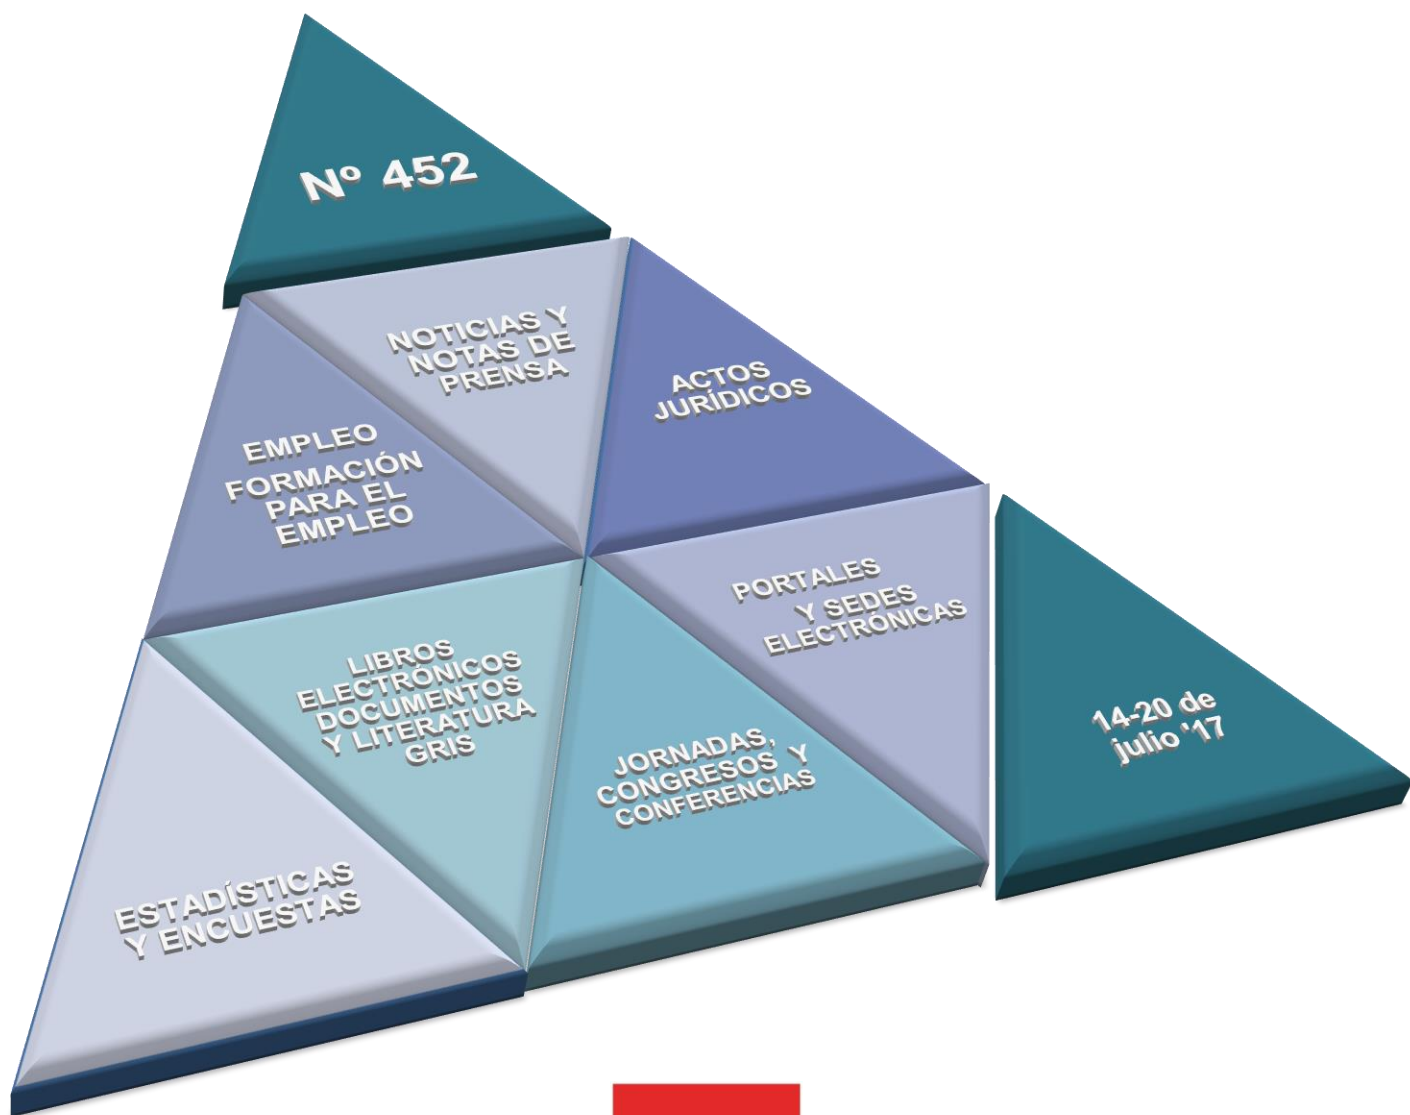 Nº 452
NOTICIAS Y
NOTAS DE
PRENSA
ACTOS
JURÍDICOS
EMPLEO
FORMACIÓN
PARA EL
EMPLEO
PORTALES
Y SEDES
ELECTRÓNICAS
LIBROS
ELECTRÓNICOS
DOCUMENTOS
Y LITERATURA
GRIS
JORNADAS,
CONGRESOS Y
CONFERENCIAS
14-20 de
julio '17
ESTADÍSTICAS
Y ENCUESTAS